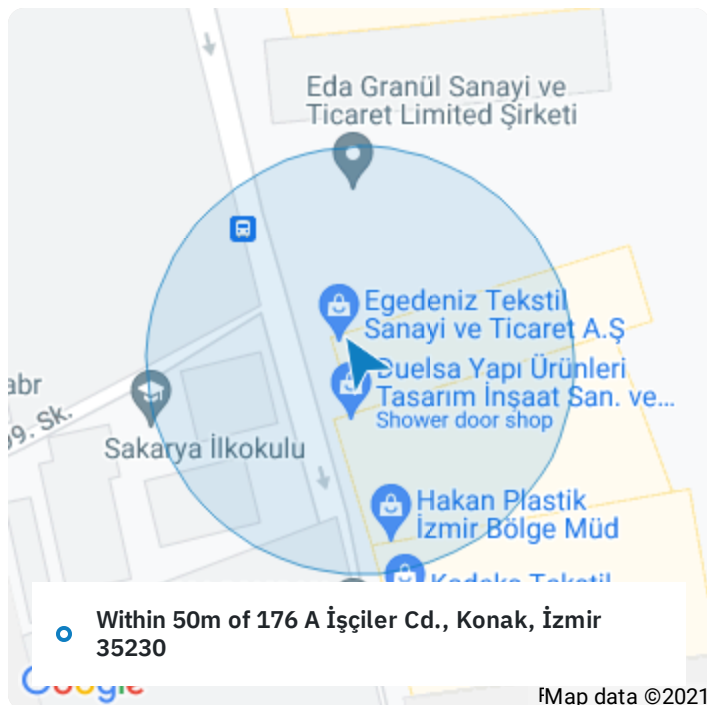 Eda Granül Sanayi ve
Ticaret Limited Şirketi
Egedeniz Tekstil
Sanayi ve Ticaret A.Ş
Duelsa Yapı Ürünleri
Tasarım İnşaat San. ve...
Shower door shop
abr
9. Sk.
Sakarya İlkokulu
Hakan Plastik
İzmir Bölge Müd
Within 50m of 176 A İşçiler Cd., Konak, İzmir
35230
Google
Map data ©2021